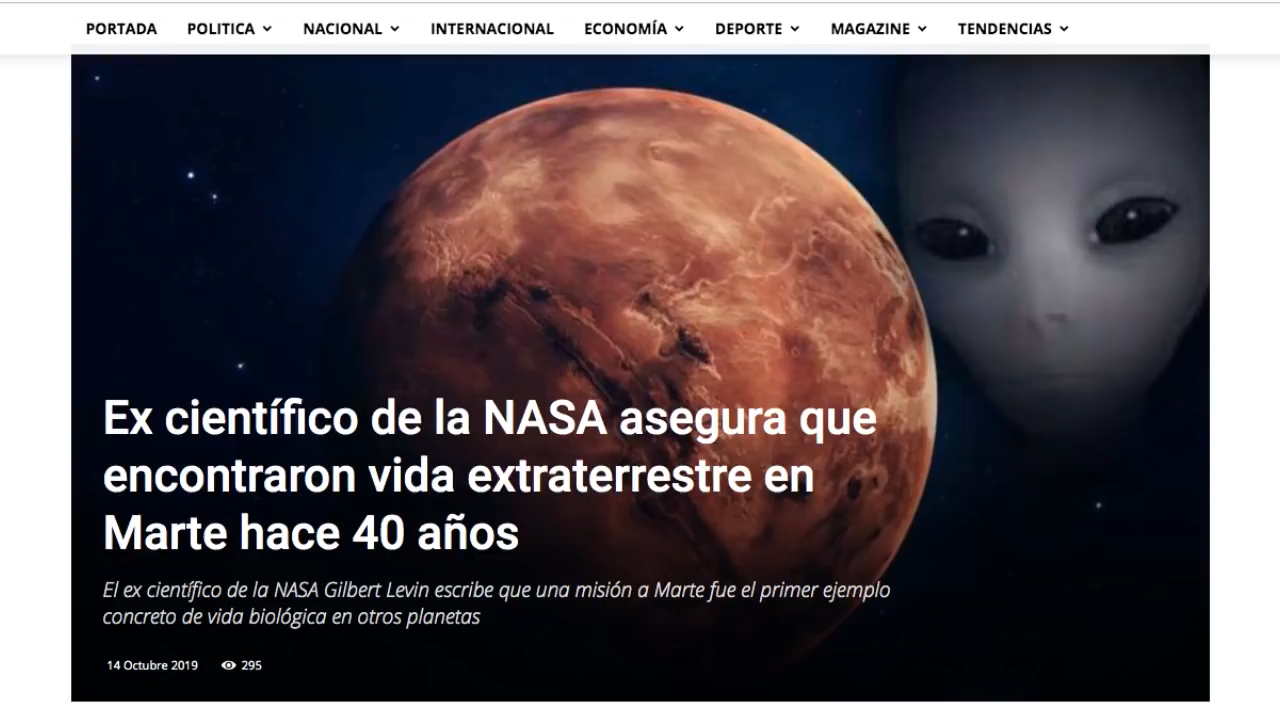 PORTADA POLITICA NACIONAL INTERNACIONAL ECONOMÍA DEPORTE MAGAZINE TENDENCIAS
Ex científico de la NASA asegura que
encontraron vida extraterrestre en
Marte hace 40 años
El ex científico de la NASA Gilbert Levin escribe que una misión a Marte fue el primer ejemplo
concreto de vida biológica en otros planetas
14 Octubre 2019 295